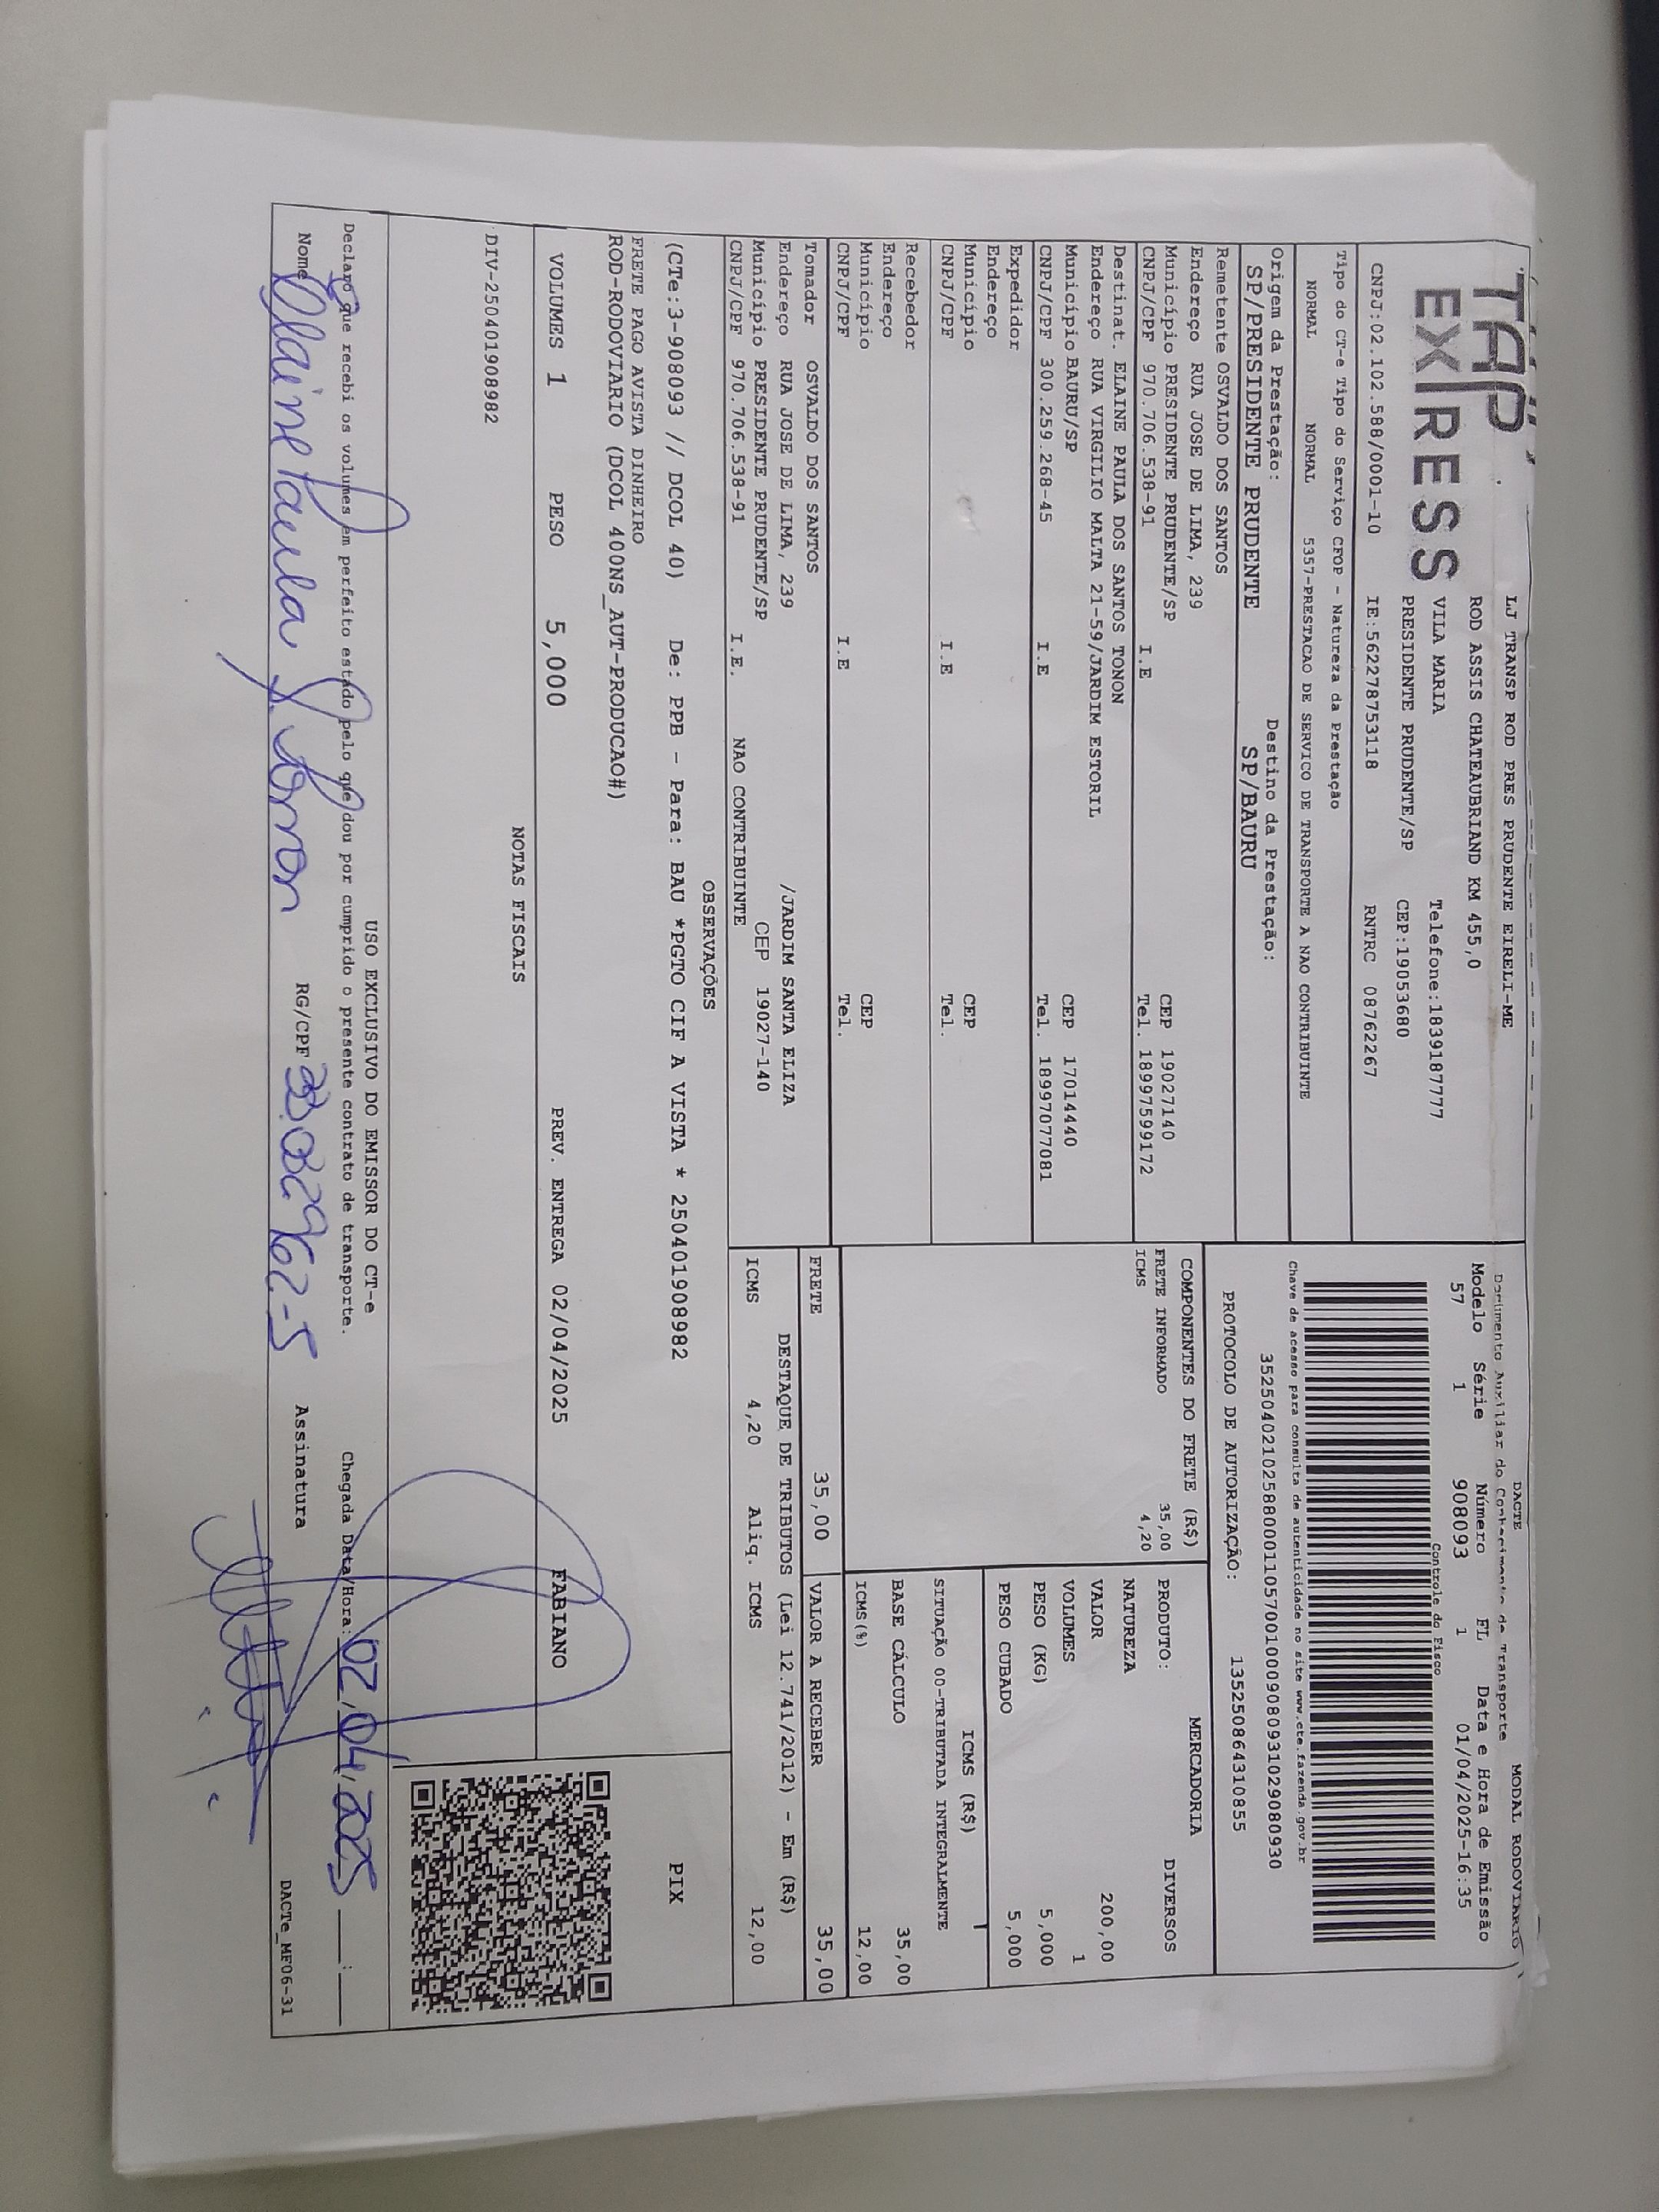 TAP EXPRESS
LJ TRANSP ROD PRES PRUDENTE EIRELI-ME
ROD ASSIS CHATEAUBRIAND KM 455,0
VILA MARIA Telefone:1839187777
PRESIDENTE PRUDENTE/SP CEP:19053680
CNPJ:02.102.588/0001-10 IE:562278753118 RNTRC 08762267
DACTE MODAL RODOVIARIO
Documento Auxiliar do Conhecimento de Transporte
Modelo Série Número FL Data e Hora de Emissão
57 1 908093 1 01/04/2025-16:35
Controle do Fisco
Chave de acesso para consulta de autenticidade no site www.cte.fazenda.gov.br
35250402102588000110570010009080931029080930
PROTOCOLO DE AUTORIZAÇÃO: 135250864310855
Tipo do CT-e Tipo do Serviço CFOP - Natureza da Prestação
NORMAL NORMAL 5357-PRESTACAO DE SERVICO DE TRANSPORTE A NAO CONTRIBUINTE
Origem da Prestação: Destino da Prestação:
SP/PRESIDENTE PRUDENTE SP/BAURU
Remetente OSVALDO DOS SANTOS
Endereço RUA JOSE DE LIMA, 239
Município PRESIDENTE PRUDENTE/SP CEP 19027140
CNPJ/CPF 970.706.538-91 I.E Tel. 18997599172
Destinat. ELAINE PAULA DOS SANTOS TONON
Endereço RUA VIRGILIO MALTA 21-59/JARDIM ESTORIL
Município BAURU/SP CEP 17014440
CNPJ/CPF 300.259.268-45 I.E Tel. 18997077081
Expedidor
Endereço
Município CEP
CNPJ/CPF I.E Tel.
Recebedor
Endereço
Município CEP
CNPJ/CPF I.E Tel.
Tomador OSVALDO DOS SANTOS
Endereço RUA JOSE DE LIMA, 239 /JARDIM SANTA ELIZA
Município PRESIDENTE PRUDENTE/SP CEP 19027-140
CNPJ/CPF 970.706.538-91 I.E. NAO CONTRIBUINTE
COMPONENTES DO FRETE (R$)
FRETE INFORMADO 35,00
ICMS 4,20
MERCADORIA
PRODUTO: DIVERSOS
NATUREZA
VALOR 200,00
VOLUMES 1
PESO (KG) 5,000
PESO CUBADO 5,000
ICMS (R$)
SITUAÇÃO 00-TRIBUTADA INTEGRALMENTE
BASE CÁLCULO 35,00
ICMS(%) 12,00
FRETE 35,00 VALOR A RECEBER 35,00
DESTAQUE DE TRIBUTOS (Lei 12.741/2012) - Em (R$)
ICMS 4,20 Aliq. ICMS 12,00
OBSERVAÇÕES
(CTe:3-908093 // DCOL 40) De: PPB - Para: BAU *PGTO CIF A VISTA * 250401908982
FRETE PAGO AVISTA DINHEIRO
ROD-RODOVIARIO (DCOL 400NS_AUT-PRODUCAO#)
PIX
VOLUMES 1 PESO 5,000 PREV. ENTREGA 02/04/2025 FABIANO
NOTAS FISCAIS
DIV-250401908982
USO EXCLUSIVO DO EMISSOR DO CT-e
Declaro que recebi os volumes em perfeito estado pelo que dou por cumprido o presente contrato de transporte. Chegada Data/Hora: 02/04/2025 ___:___
Nome Elaine Paula S. Tonon RG/CPF Assinatura
DACTe_MF06-31